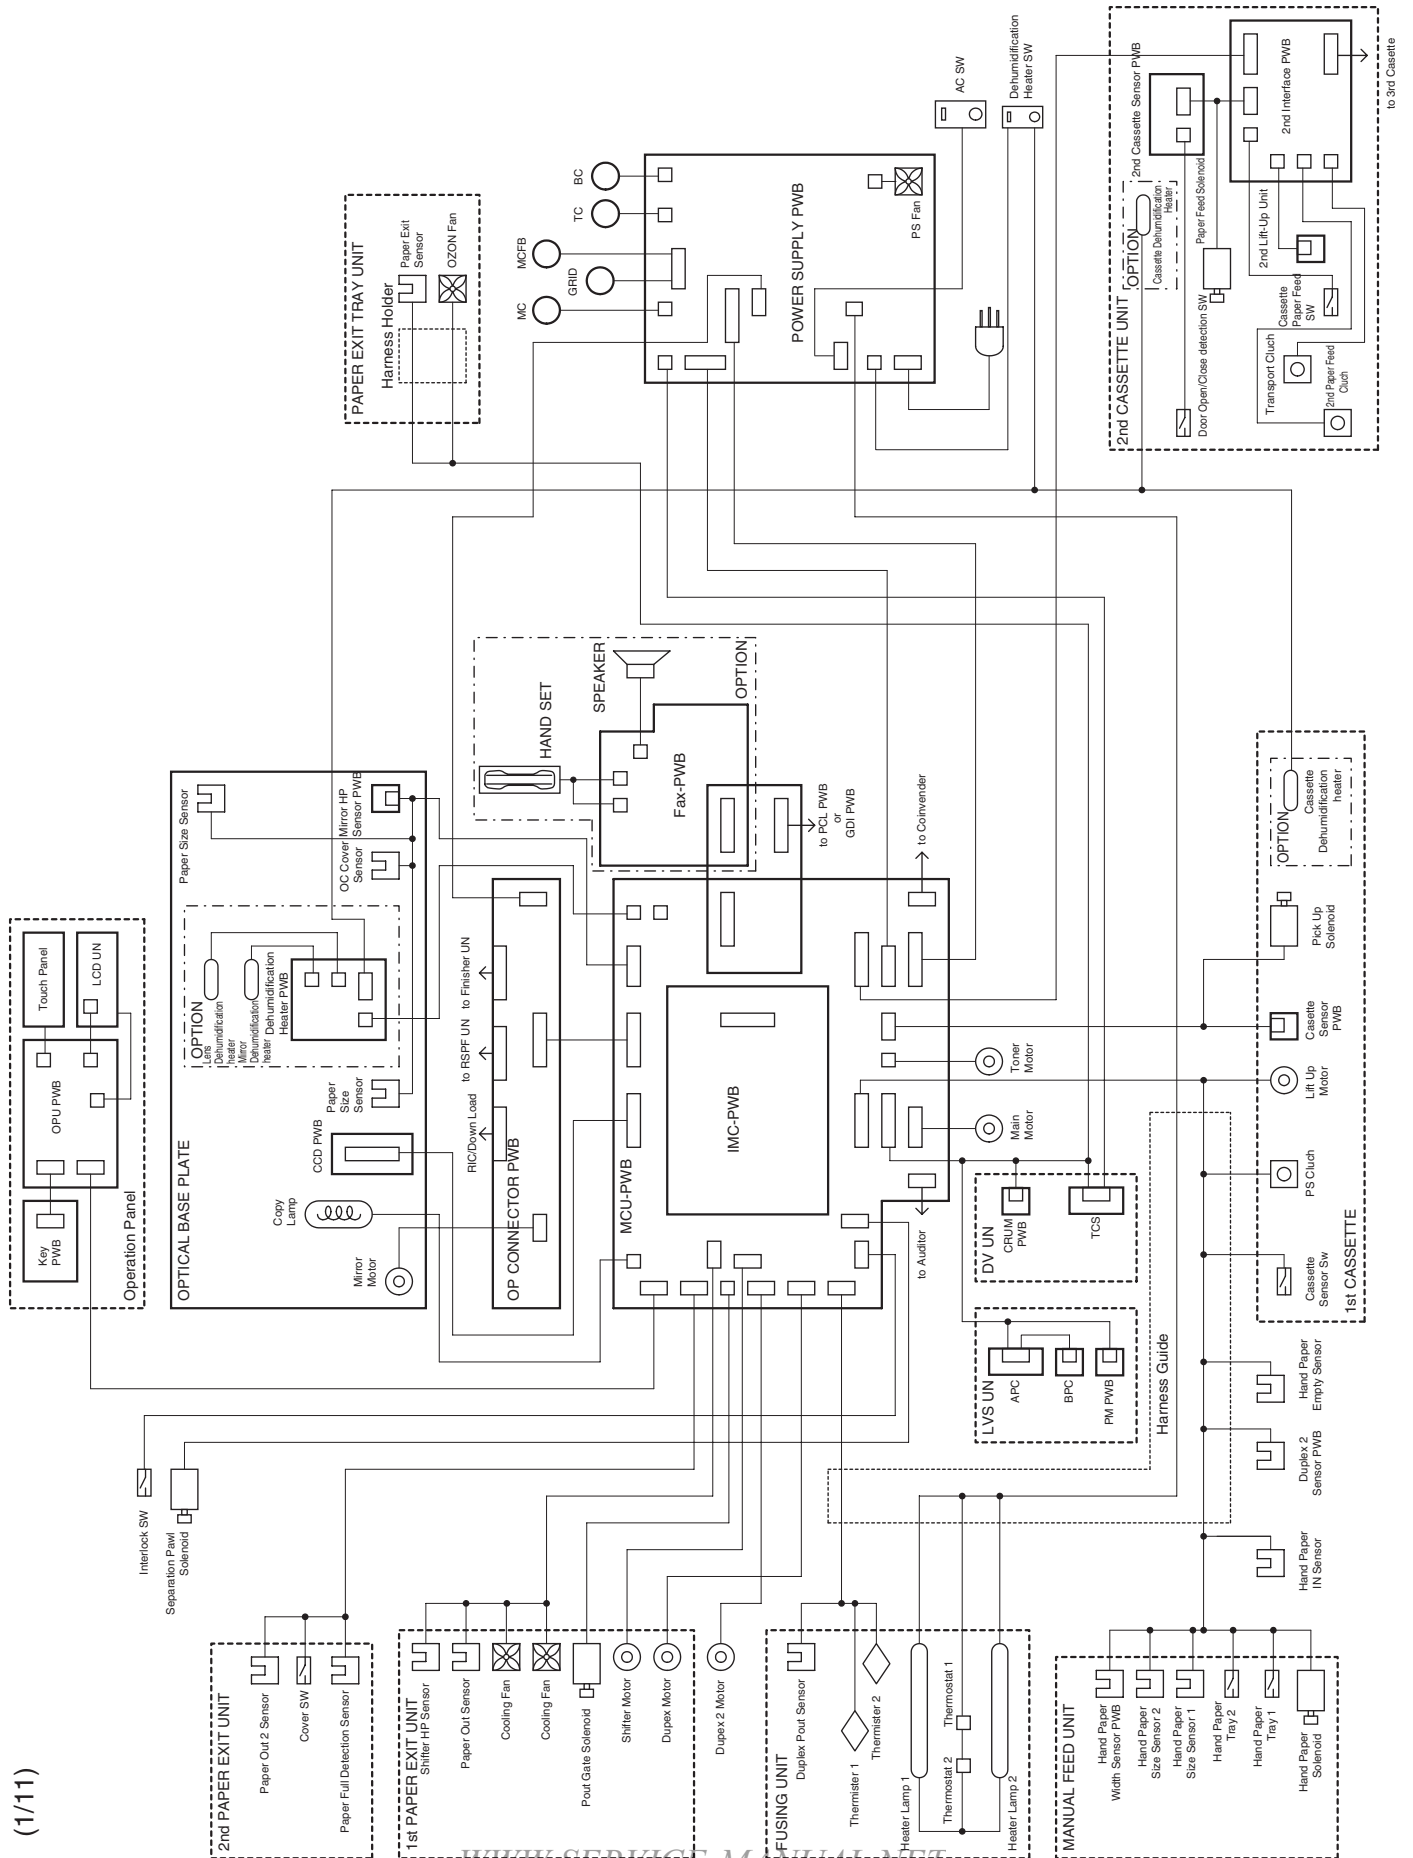 (1/11)
Operation Panel
Touch Panel
LCD UN
OPU PWB
Key
PWB
OPTICAL BASE PLATE
Paper Size Sensor
OC Cover
Sensor
Mirror HP
Sensor PWB
OPTION
Lens
Dehumidification
heater
Mirror
Dehumidification
heater
Dehumidification
Heater PWB
Paper
Size
Sensor
CCD PWB
Copy
Lamp
Mirror
Motor
PAPER EXIT TRAY UNIT
Harness Holder
Paper Exit
Sensor
OZON Fan
MC
GRID
MCFB
TC
BC
POWER SUPPLY PWB
PS Fan
AC SW
Dehumidification
Heater SW
2nd CASSETTE UNIT
OPTION
Cassette Dehumidification
Heater
2nd Cassette Sensor PWB
Paper Feed Solenoid
Door Open/Close detection SW
2nd Lift-Up Unit
Cassette
Paper Feed
SW
Transport Cluch
2nd Paper Feed
Cluch
2nd Interface PWB
to 3rd Casette
HAND SET
SPEAKER
Fax-PWB
OPTION
to PCL PWB
or
GDI PWB
to Coinvender
OP CONNECTOR PWB
RIC/Down Load
to RSPF UN
to Finisher UN
MCU-PWB
IMC-PWB
Toner
Motor
Main
Motor
to Auditor
DV UN
CRUM
PWB
TCS
LVS UN
APC
BPC
PM PWB
Harness Guide
1st CASSETTE
OPTION
Cassette
Dehumidification
heater
Pick Up
Solenoid
Casette
Sensor
PWB
Lift Up
Motor
PS Cluch
Cassette
Sensor Sw
Hand Paper
Empty Sensor
Duplex 2
Sensor PWB
Hand Paper
IN Sensor
Interlock SW
Separation Pawl
Solenoid
2nd PAPER EXIT UNIT
Paper Out 2 Sensor
Cover SW
Paper Full Detection Sensor
1st PAPER EXIT UNIT
Shifter HP Sensor
Paper Out Sensor
Cooling Fan
Cooling Fan
Pout Gate Solenoid
Shifter Motor
Dupex Motor
Dupex 2 Motor
FUSING UNIT
Duplex Pout Sensor
Thermister 1
Thermister 2
Heater Lamp 1
Thermostat 2
Thermostat 1
Heater Lamp 2
MANUAL FEED UNIT
Hand Paper
Width Sensor PWB
Hand Paper
Size Sensor 2
Hand Paper
Size Sensor 1
Hand Paper
Tray 2
Hand Paper
Tray 1
Hand Paper
Solenoid
WWW.SERVICE-MANUAL.NET